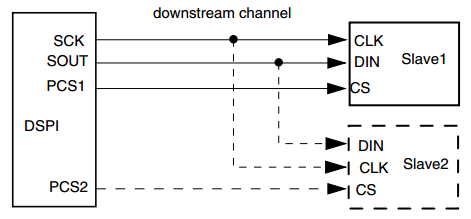 downstream channel
SCK
CLK
SOUT
DIN
Slave1
PCS1
CS
DSPI
DIN
CLK
Slave2
PCS2
CS